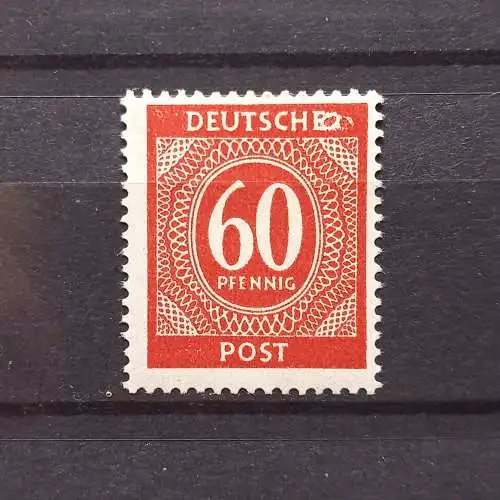 DEUTSCHE
60
PFENNIG
POST